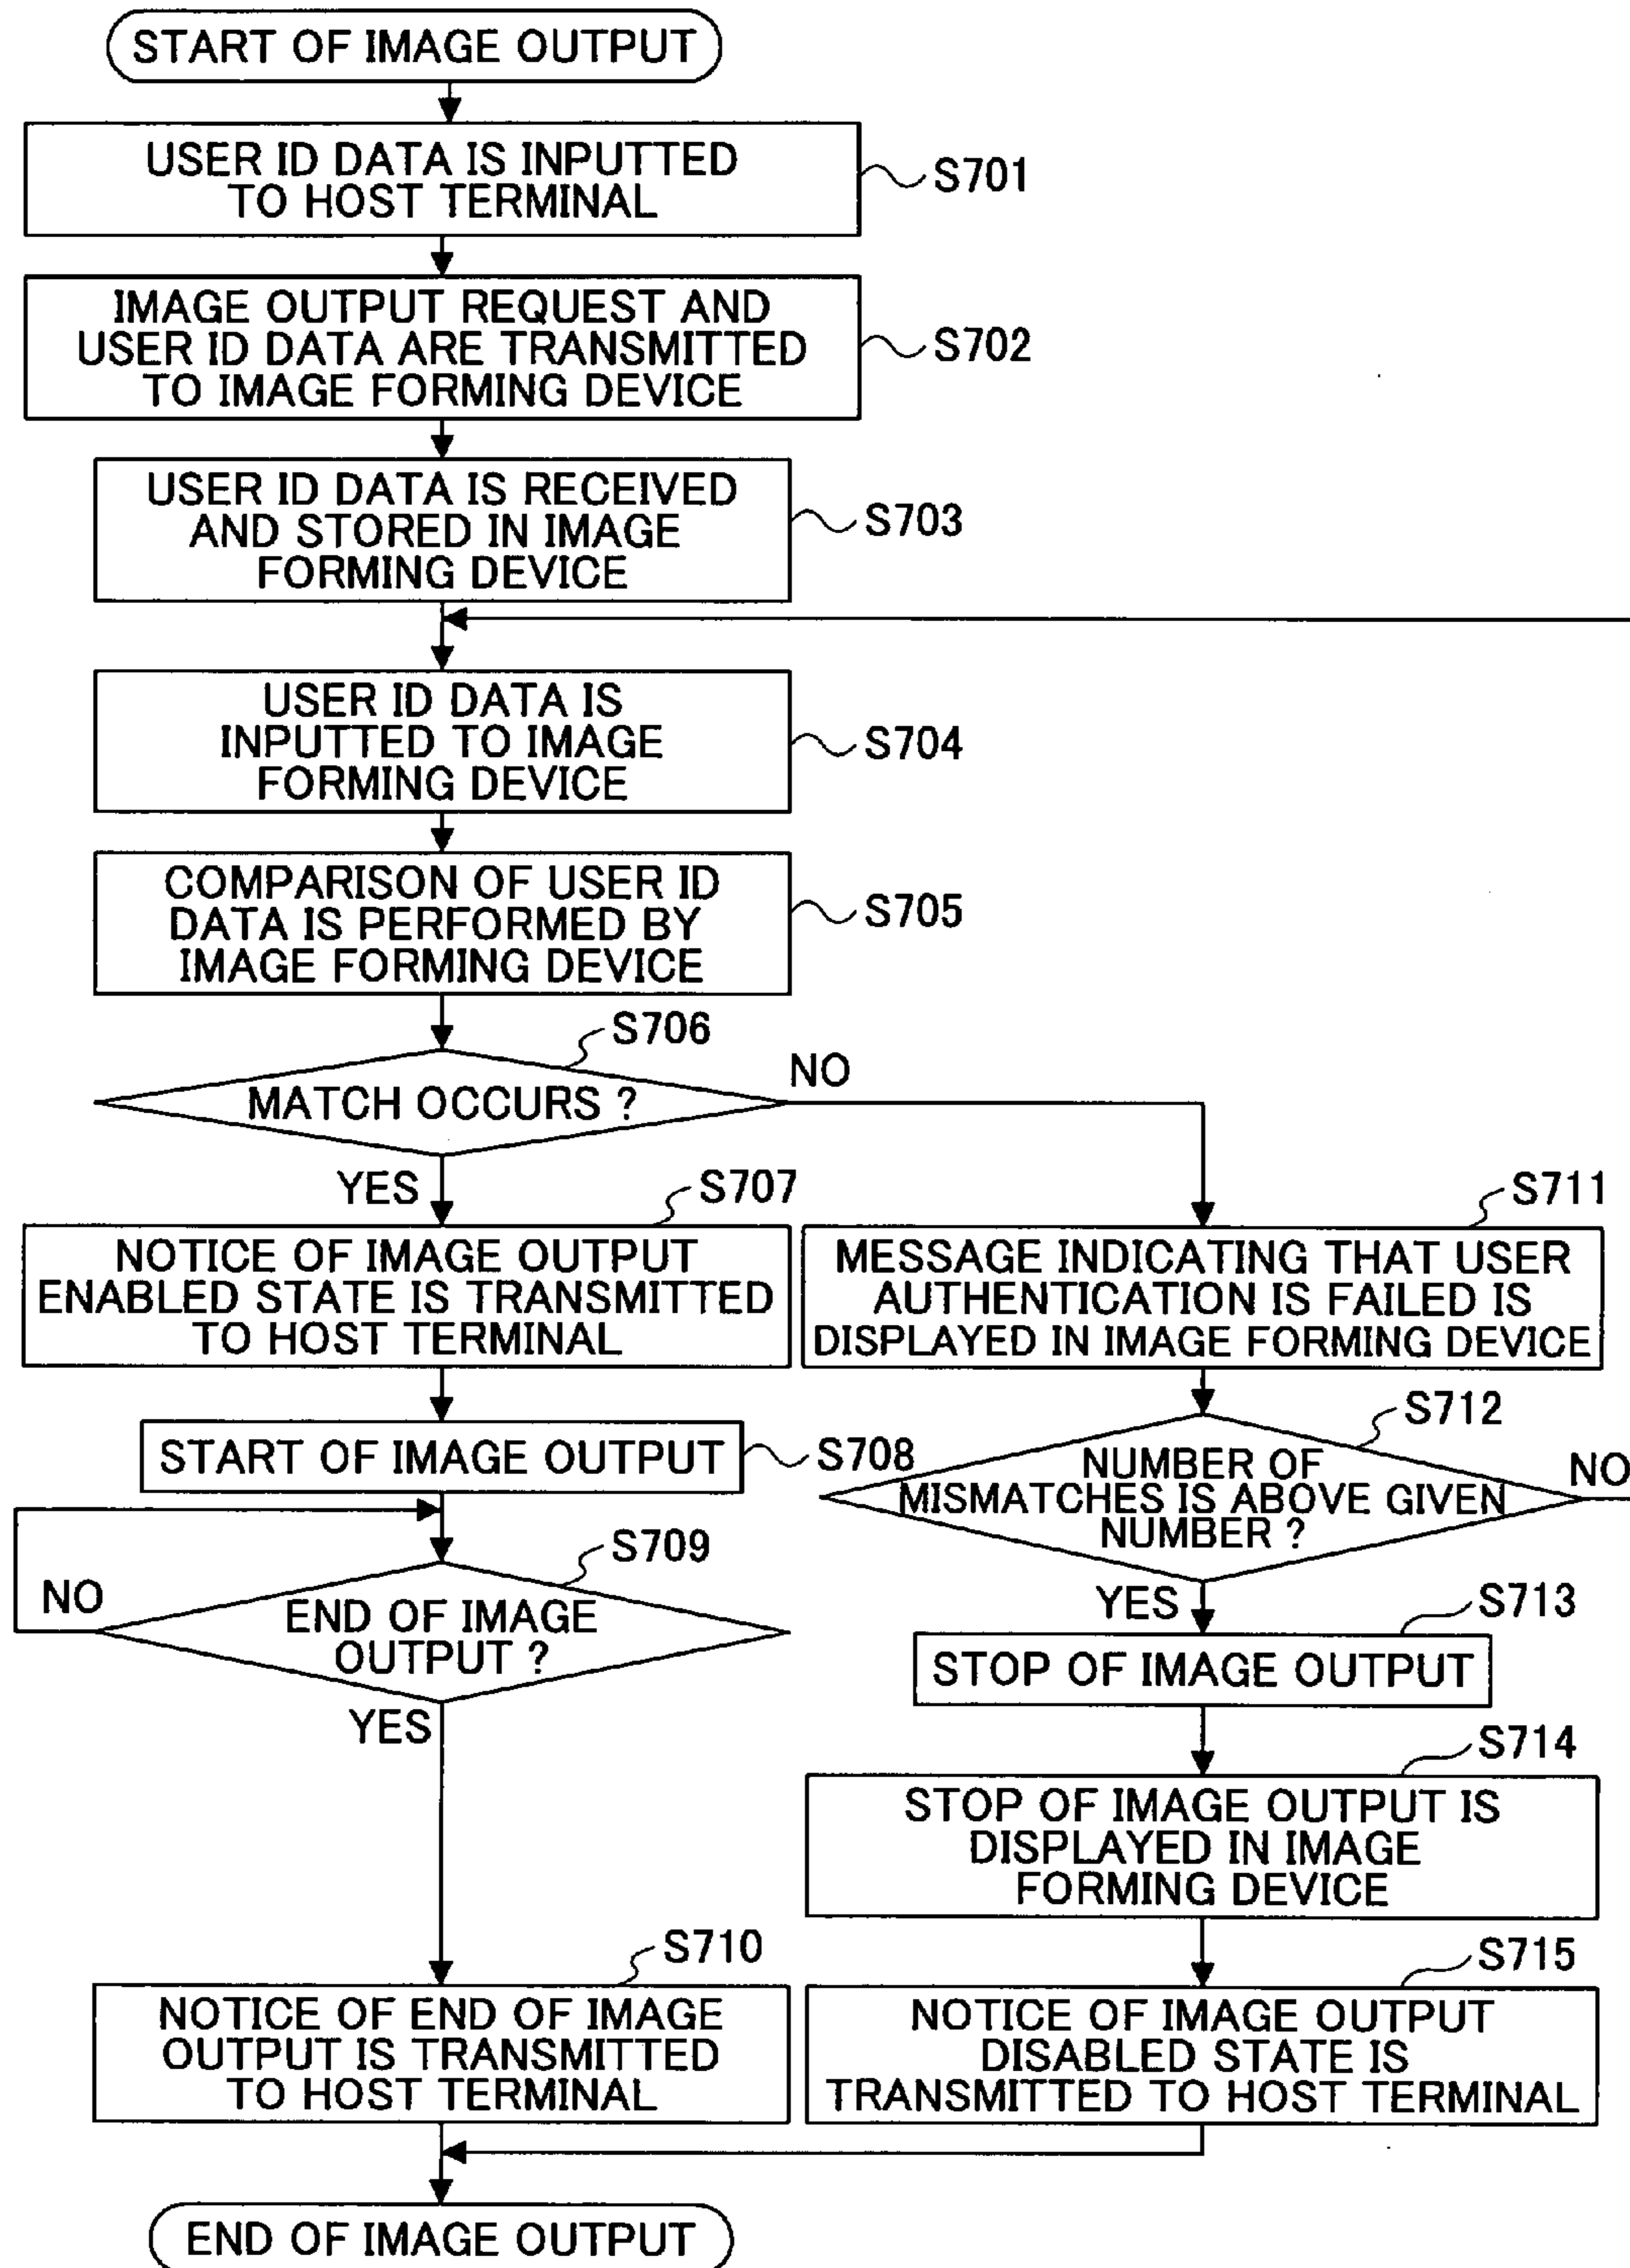 START OF IMAGE OUTPUT
USER ID DATA IS INPUTTED
TO HOST TERMINAL
S701
IMAGE OUTPUT REQUEST AND
USER ID DATA ARE TRANSMITTED
TO IMAGE FORMING DEVICE
S702
USER ID DATA IS RECEIVED
AND STORED IN IMAGE
FORMING DEVICE
S703
USER ID DATA IS
INPUTTED TO IMAGE
FORMING DEVICE
S704
COMPARISON OF USER ID
DATA IS PERFORMED BY
IMAGE FORMING DEVICE
S705
S706
MATCH OCCURS ?
NO
YES
S707
NOTICE OF IMAGE OUTPUT
ENABLED STATE IS TRANSMITTED
TO HOST TERMINAL
S711
MESSAGE INDICATING THAT USER
AUTHENTICATION IS FAILED IS
DISPLAYED IN IMAGE FORMING DEVICE
START OF IMAGE OUTPUT
S708
S712
NUMBER OF
MISMATCHES IS ABOVE GIVEN
NUMBER ?
NO
YES
S709
END OF IMAGE
OUTPUT ?
NO
YES
S713
STOP OF IMAGE OUTPUT
S714
STOP OF IMAGE OUTPUT IS
DISPLAYED IN IMAGE
FORMING DEVICE
S710
NOTICE OF END OF IMAGE
OUTPUT IS TRANSMITTED
TO HOST TERMINAL
S715
NOTICE OF IMAGE OUTPUT
DISABLED STATE IS
TRANSMITTED TO HOST TERMINAL
END OF IMAGE OUTPUT